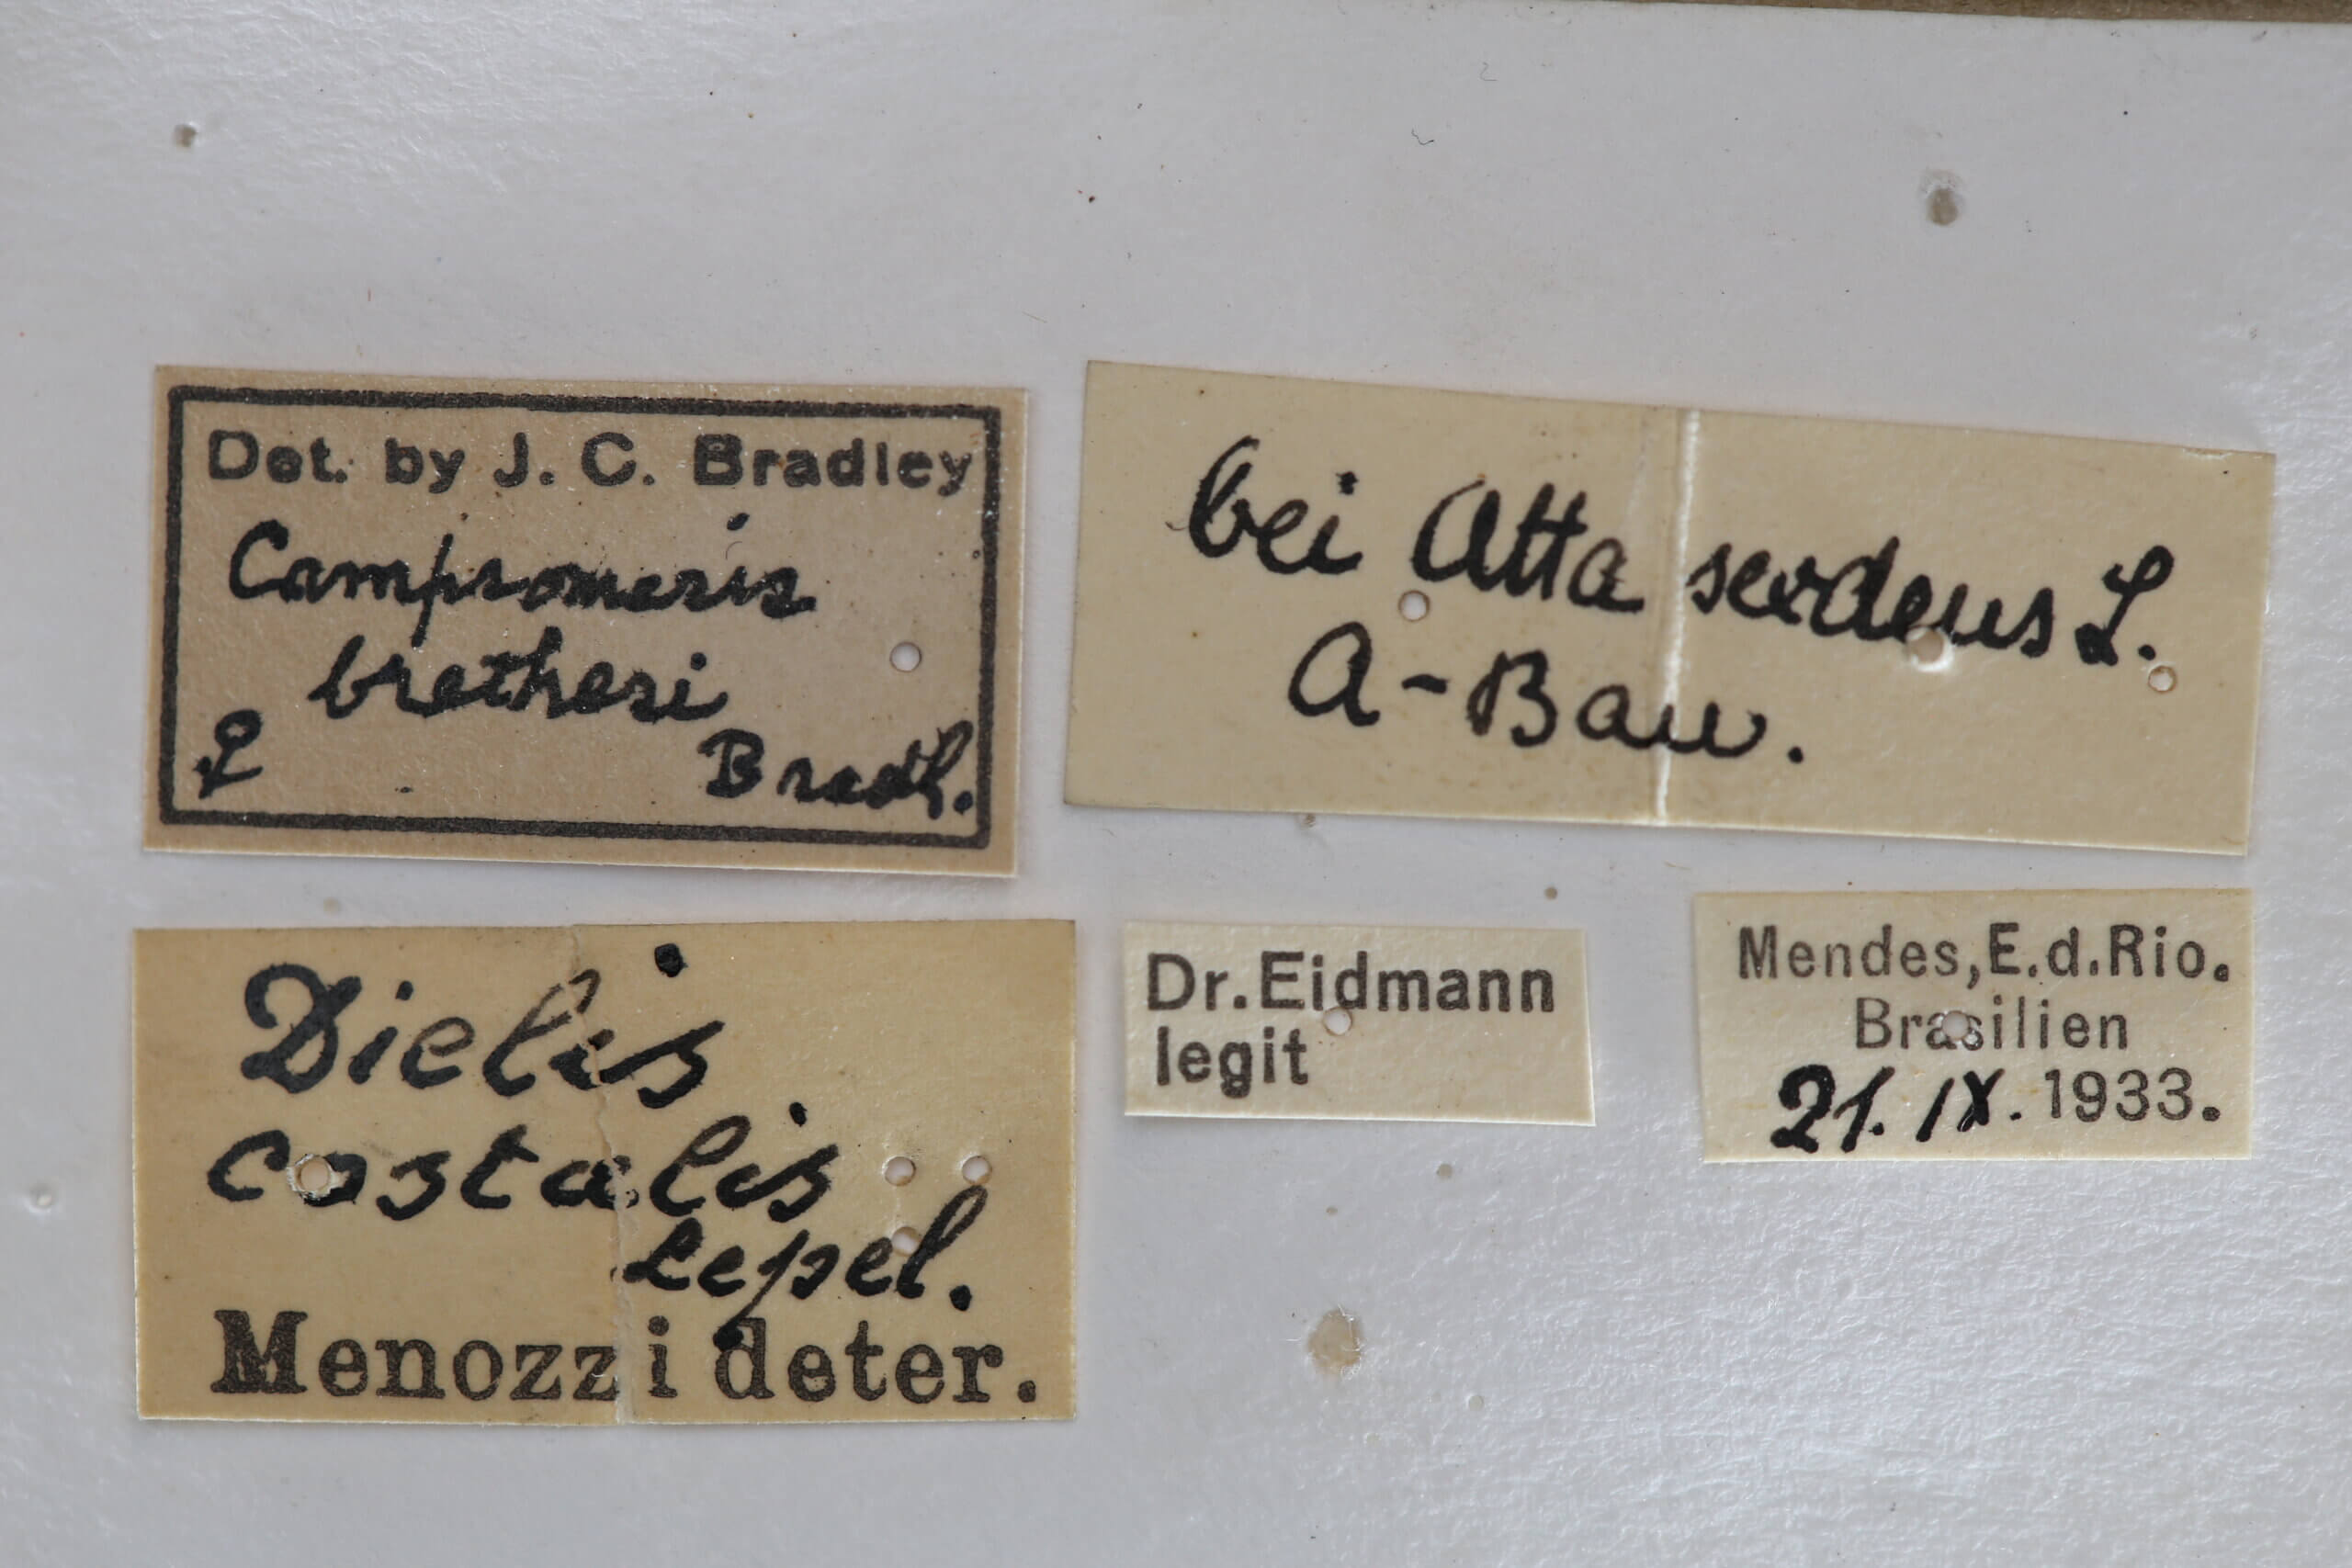 Det. by J. C. Bradley
Campsomeris
bretheri
♀ Bradl.
bei Atta sexdens L.
A-Bau.
Dielis
costalis
Lepel.
Menozzi deter.
Dr. Eidmann
legit
Mendes, E. d. Rio.
Brasilien
21. IX. 1933.